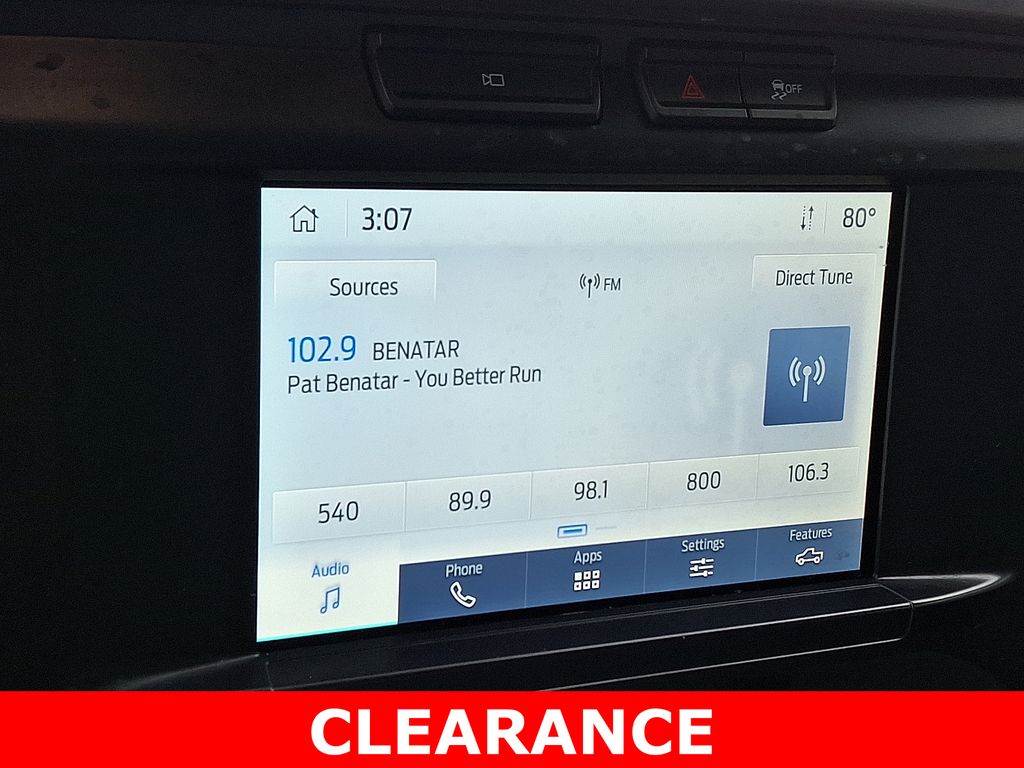 OFF
3:07
80°
Sources
FM
Direct Tune
102.9 BENATAR
Pat Benatar - You Better Run
540 89.9 98.1 800 106.3
Audio Phone Apps Settings Features
CLEARANCE